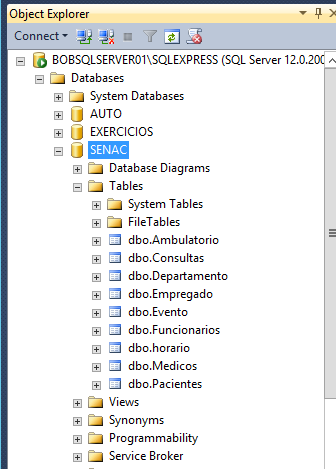 Object Explorer
Connect
BOBSQLSERVER01\SQLEXPRESS (SQL Server 12.0.200
Databases
System Databases
AUTO
EXERCICIOS
SENAC
Database Diagrams
Tables
System Tables
FileTables
dbo.Ambulatorio
dbo.Consultas
dbo.Departamento
dbo.Empregado
dbo.Evento
dbo.Funcionarios
dbo.horario
dbo.Medicos
dbo.Pacientes
Views
Synonyms
Programmability
Service Broker